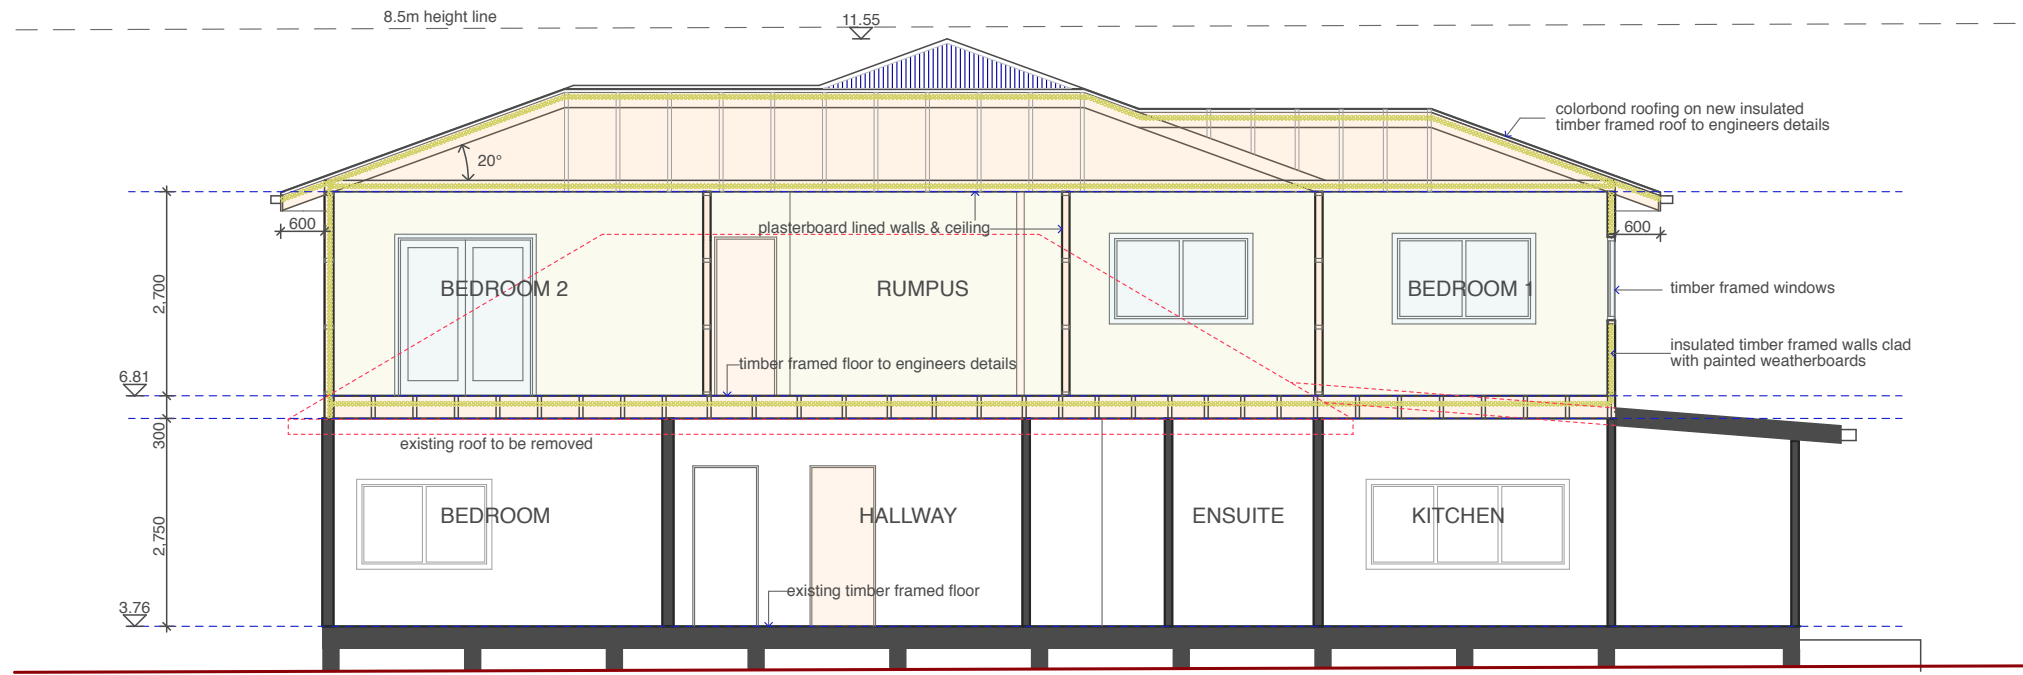 8.5m height line
11.55
colorbond roofing on new insulated
timber framed roof to engineers details
20°
600
plasterboard lined walls & ceiling
600
2,700
BEDROOM 2
RUMPUS
BEDROOM 1
timber framed windows
insulated timber framed walls clad
with painted weatherboards
timber framed floor to engineers details
6.81
300
existing roof to be removed
2,750
BEDROOM
HALLWAY
ENSUITE
KITCHEN
existing timber framed floor
3.76